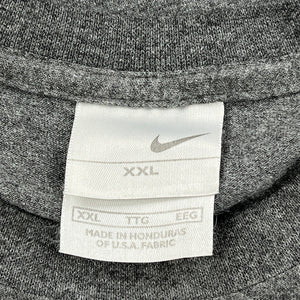 XXL
XXL TTG EEG
MADE IN HONDURAS
OF U.S.A. FABRIC